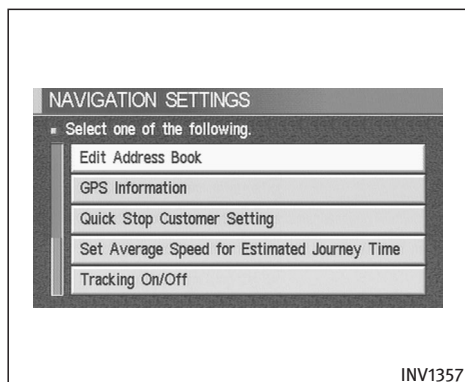 NAVIGATION SETTINGS
Select one of the following.
Edit Address Book
GPS Information
Quick Stop Customer Setting
Set Average Speed for Estimated Journey Time
Tracking On/Off
INV1357